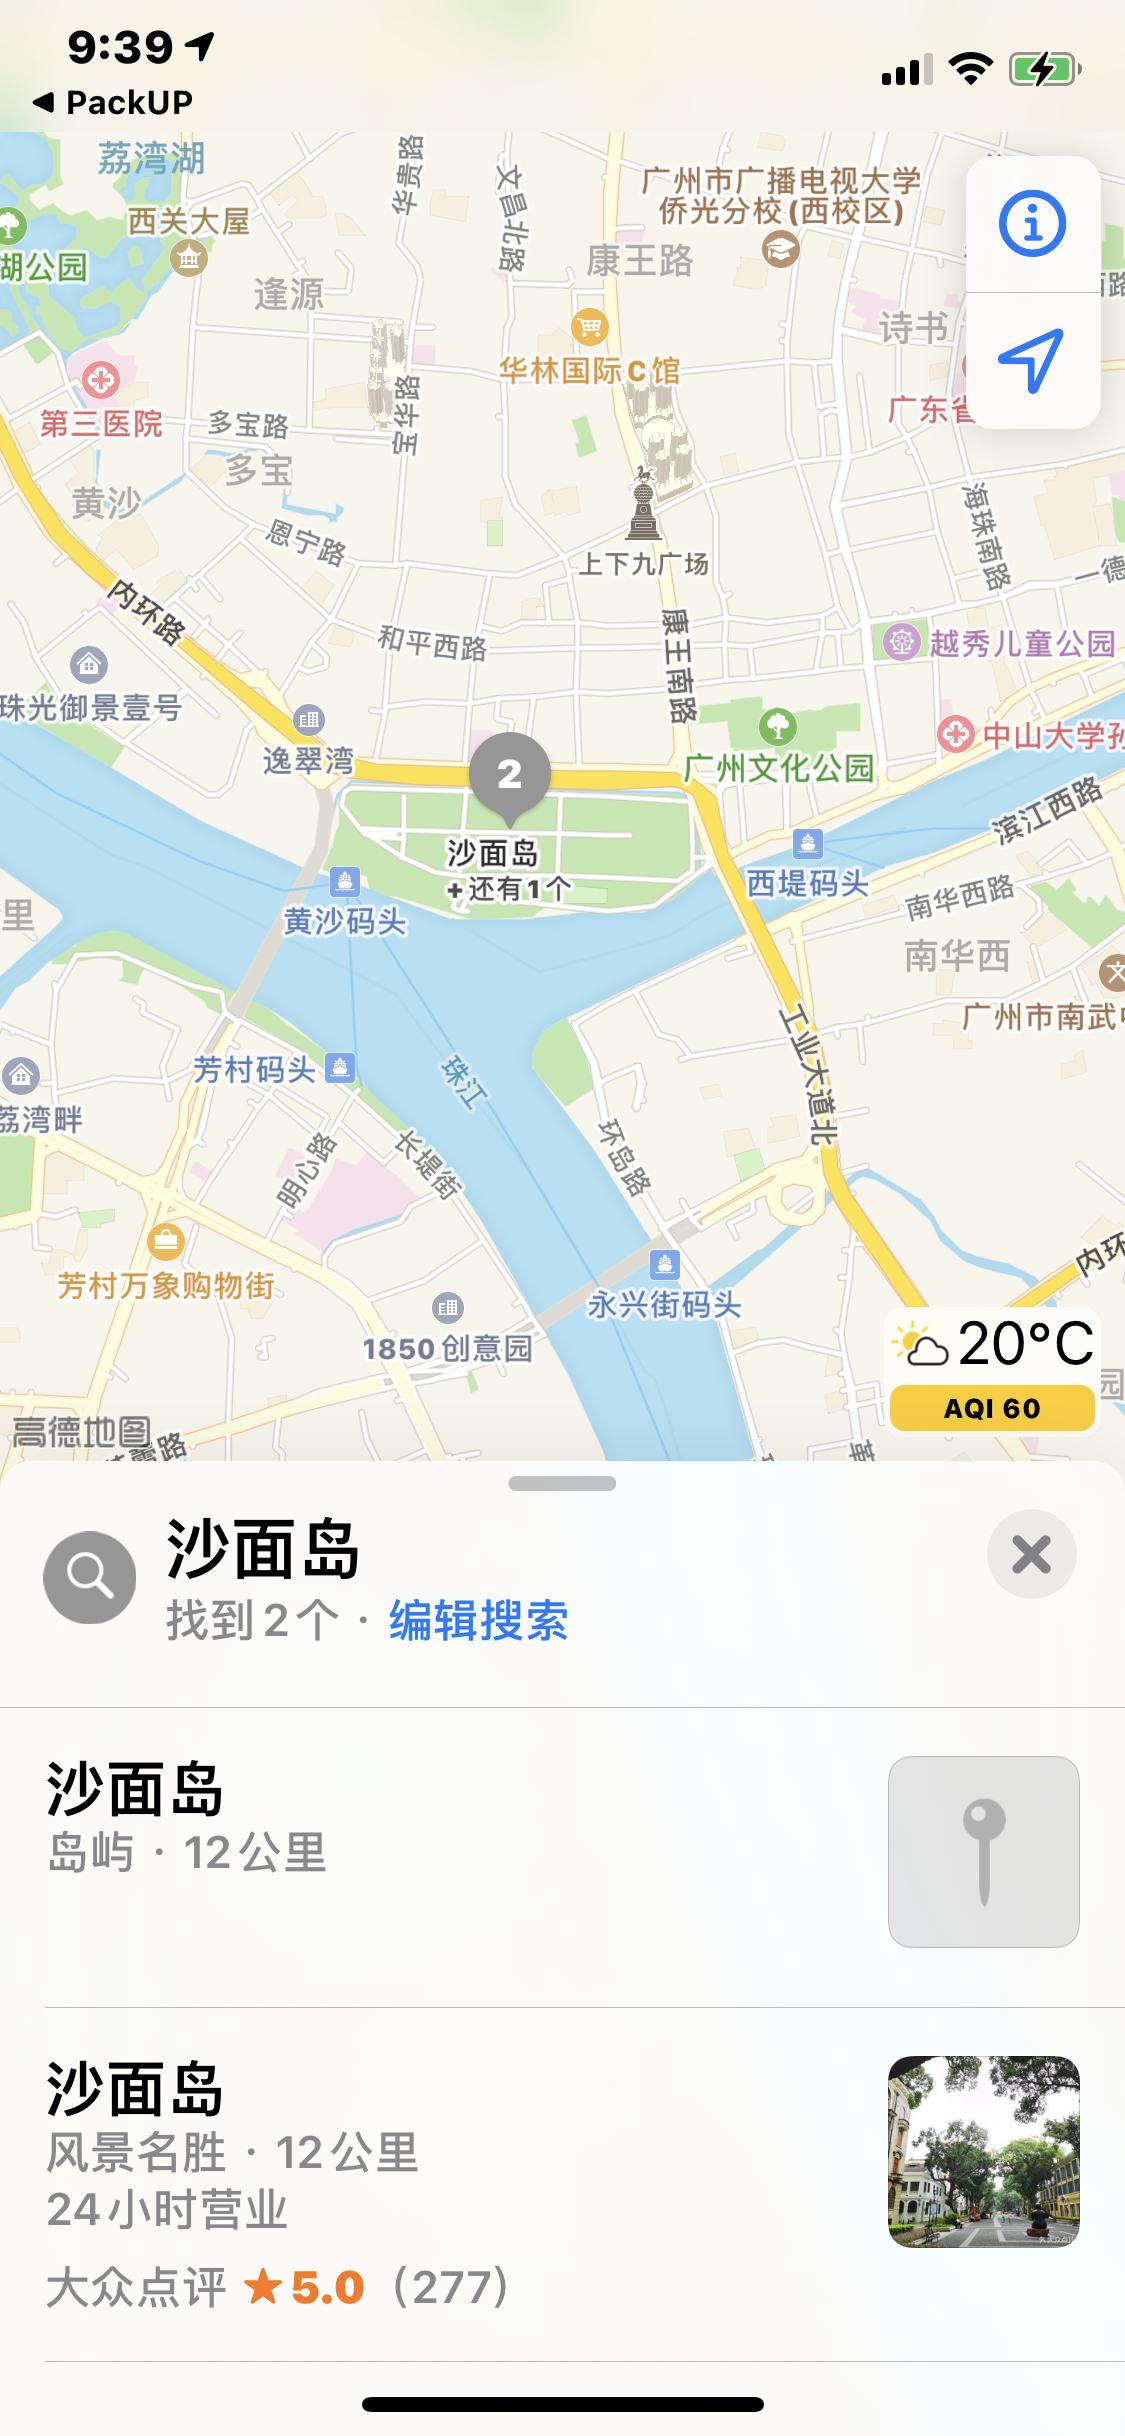 9:39
PackUP
荔湾湖
华贵路
文昌北路
广州市广播电视大学
侨光分校(西校区)
西关大屋
湖公园
逢源
康王路
诗书
华林国际C馆
第三医院
多宝路
宝华路
广东省
多宝
黄沙
恩宁路
海珠南路
上下九广场
一德
内环路
和平西路
康王南路
越秀儿童公园
珠光御景壹号
逸翠湾
中山大学孙
广州文化公园
2
滨江西路
沙面岛
+还有1个
西堤码头
黄沙码头
南华西路
里
南华西
广州市南武中
工业大道北
芳村码头
珠江
荔湾畔
明心路
长堤街
环岛路
芳村万象购物街
永兴街码头
内环
1850创意园
20°C
AQI 60
高德地图
沙面岛
找到2个 · 编辑搜索
沙面岛
岛屿 · 12公里
沙面岛
风景名胜 · 12公里
24小时营业
大众点评 ★5.0 (277)